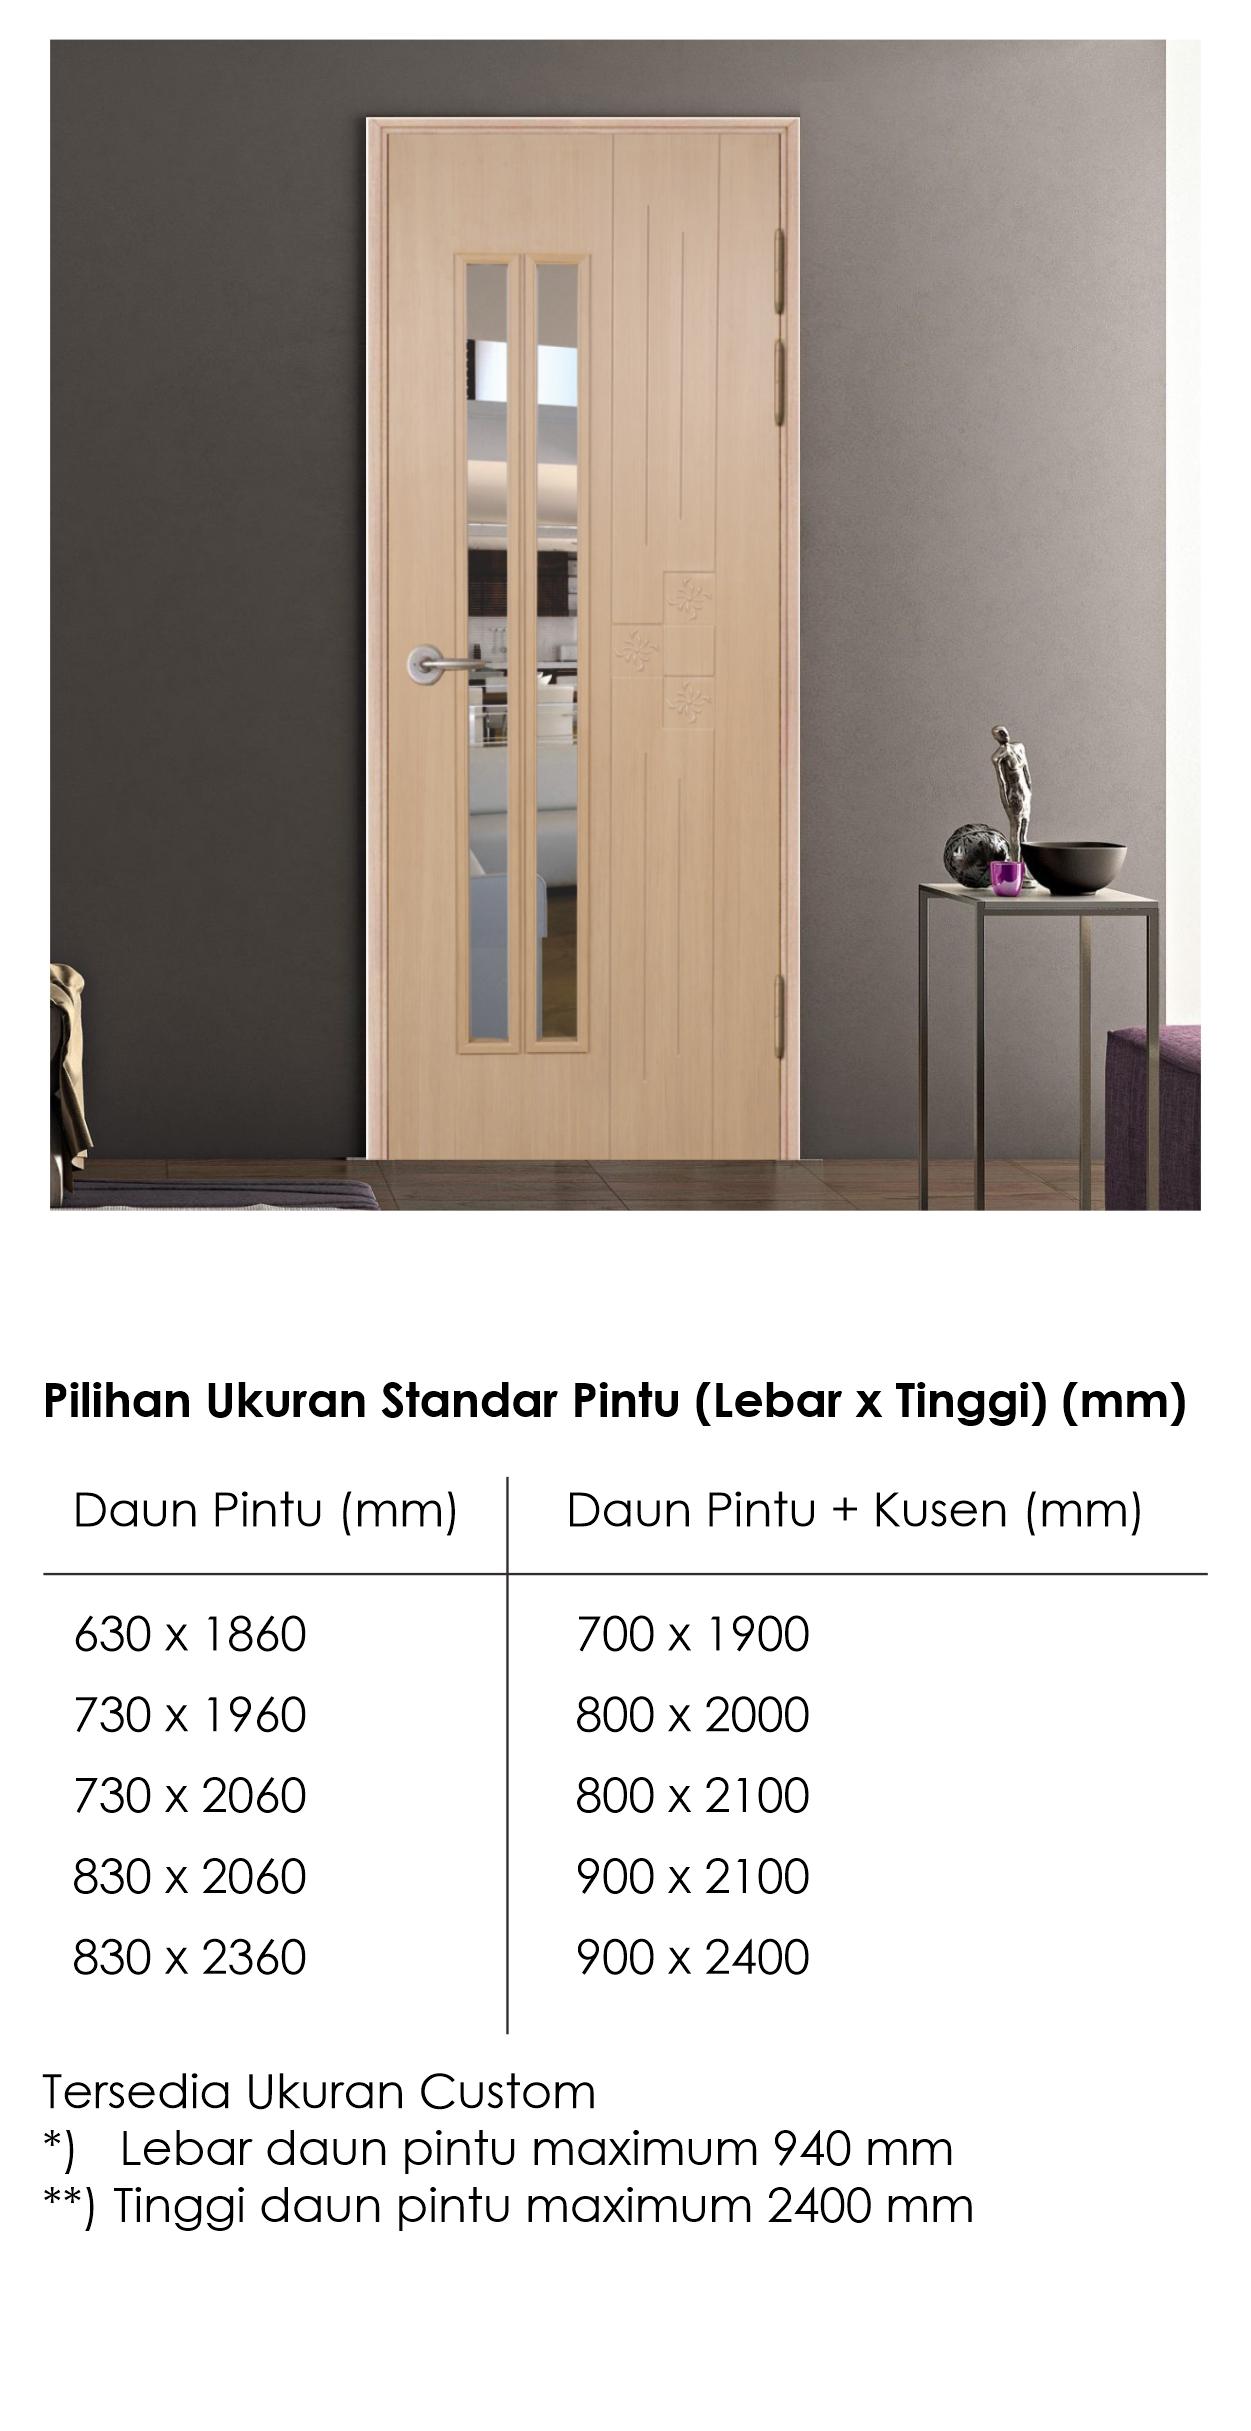 Pilihan Ukuran Standar Pintu (Lebar x Tinggi) (mm)
Daun Pintu (mm) Daun Pintu + Kusen (mm)
630 x 1860 700 x 1900
730 x 1960 800 x 2000
730 x 2060 800 x 2100
830 x 2060 900 x 2100
830 x 2360 900 x 2400
Tersedia Ukuran Custom
*) Lebar daun pintu maximum 940 mm
**) Tinggi daun pintu maximum 2400 mm